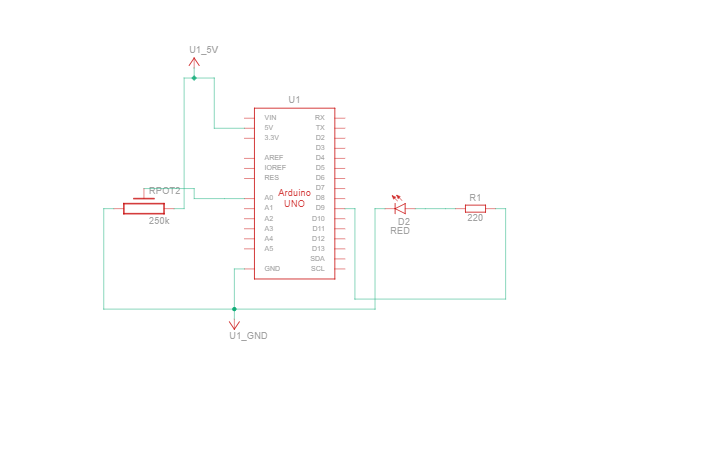 U1_5V
U1
VIN
RX
5V
TX
3.3V
D2
D3
AREF
D4
IOREF
D5
RES
D6
D7
RPOT2
Arduino
UNO
A0
D8
A1
D9
A2
D10
A3
D11
A4
D12
A5
D13
SDA
GND
SCL
250k
R1
220
D2
RED
U1_GND